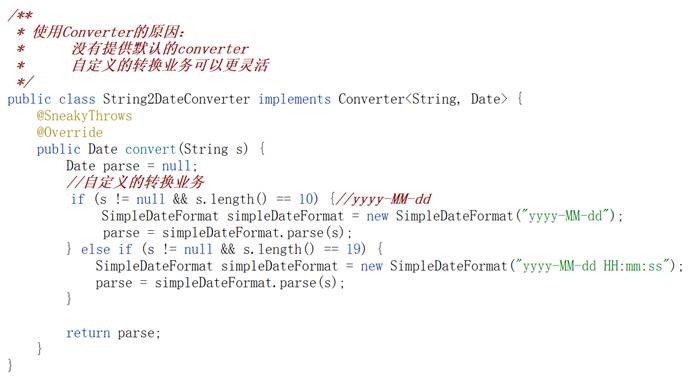 /**
 * 使用Converter的原因：
 *      没有提供默认的converter
 *      自定义的转换业务可以更灵活
 */
public class String2DateConverter implements Converter<String, Date> {
    @SneakyThrows
    @Override
    public Date convert(String s) {
        Date parse = null;
        //自定义的转换业务
        if (s != null && s.length() == 10) {//yyyy-MM-dd
            SimpleDateFormat simpleDateFormat = new SimpleDateFormat("yyyy-MM-dd");
            parse = simpleDateFormat.parse(s);
        } else if (s != null && s.length() == 19) {
            SimpleDateFormat simpleDateFormat = new SimpleDateFormat("yyyy-MM-dd HH:mm:ss");
            parse = simpleDateFormat.parse(s);
        }

        return parse;
    }
}